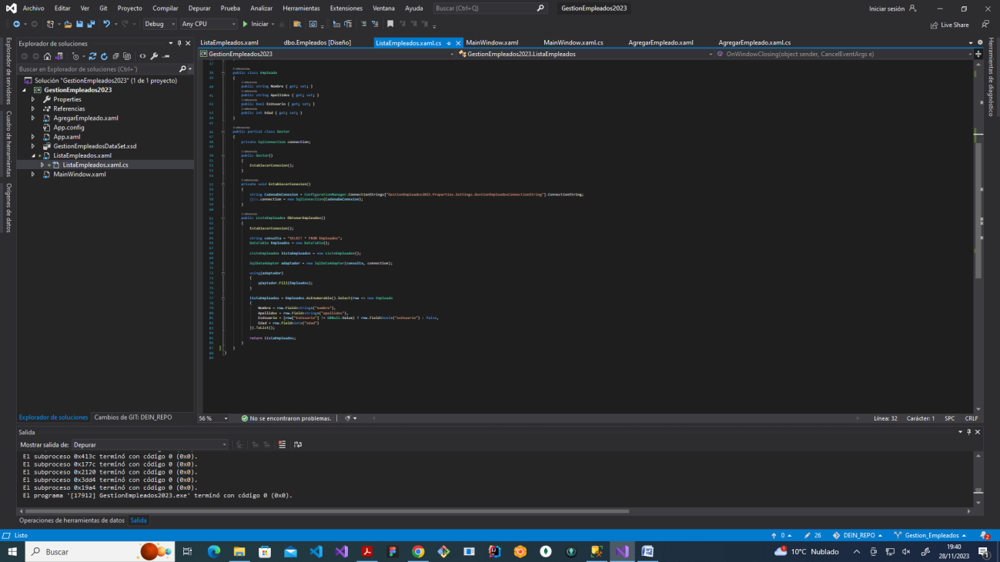 Archivo Editar Ver Git Proyecto Compilar Depurar Prueba Analizar Herramientas Extensiones Ventana Ayuda Buscar (Ctrl+Q) GestionEmpleados2023 Iniciar sesión
Debug Any CPU Iniciar Live Share
Explorador de servidores
Cuadro de herramientas
Orígenes de datos
Explorador de soluciones
Buscar en Explorador de soluciones (Ctrl+´)
Solución "GestionEmpleados2023" (1 de 1 proyecto)
GestionEmpleados2023
Properties
Referencias
AgregarEmpleado.xaml
App.config
App.xaml
GestionEmpleadosDataSet.xsd
ListaEmpleados.xaml
ListaEmpleados.xaml.cs
MainWindow.xaml
Explorador de soluciones Cambios de GIT: DEIN_REPO
ListaEmpleados.xaml dbo.Empleados [Diseño] ListaEmpleados.xaml.cs MainWindow.xaml MainWindow.xaml.cs AgregarEmpleado.xaml AgregarEmpleado.xaml.cs
GestionEmpleados2023 GestionEmpleados2023.ListaEmpleados OnWindowClosing(object sender, CancelEventArgs e)
public class Empleado
{
public string Nombre { get; set; }
public string Apellidos { get; set; }
public bool EsUsuario { get; set; }
public int Edad { get; set; }
}
public partial class Gestor
{
private SqlConnection connection;
public Gestor()
{
EstablecerConexion();
}
private void EstablecerConexion()
{
string CadenaDeConexion = ConfigurationManager.ConnectionStrings["GestionEmpleados2023.Properties.Settings.GestionEmpleadosConnectionString"].ConnectionString;
this.connection = new SqlConnection(CadenaDeConexion);
}
public List<Empleado> ObtenerEmpleados()
{
EstablecerConexion();
string consulta = "SELECT * FROM Empleados";
DataTable Empleados = new DataTable();
List<Empleado> listaEmpleados = new List<Empleado>();
SqlDataAdapter adaptador = new SqlDataAdapter(consulta, connection);
using(adaptador)
{
adaptador.Fill(Empleados);
}
listaEmpleados = Empleados.AsEnumerable().Select(row => new Empleado
{
Nombre = row.Field<string>("nombre"),
Apellidos = row.Field<string>("apellidos"),
EsUsuario = (row["EsUsuario"] != DBNull.Value) ? row.Field<bool>("esUsuario") : false,
Edad = row.Field<int>("edad")
}).ToList();
return listaEmpleados;
}
}
}
56 % No se encontraron problemas. Línea: 32 Carácter: 1 SPC CRLF
Herramientas de diagnóstico
Salida
Mostrar salida de: Depurar
El subproceso 0x413c terminó con código 0 (0x0).
El subproceso 0x177c terminó con código 0 (0x0).
El subproceso 0x2120 terminó con código 0 (0x0).
El subproceso 0x3dd4 terminó con código 0 (0x0).
El subproceso 0x19a4 terminó con código 0 (0x0).
El programa '[17912] GestionEmpleados2023.exe' terminó con código 0 (0x0).
Operaciones de herramientas de datos Salida
Listo 0 26 DEIN_REPO Gestion_Empleados 2
Buscar 10°C Nublado 19:40
28/11/2023